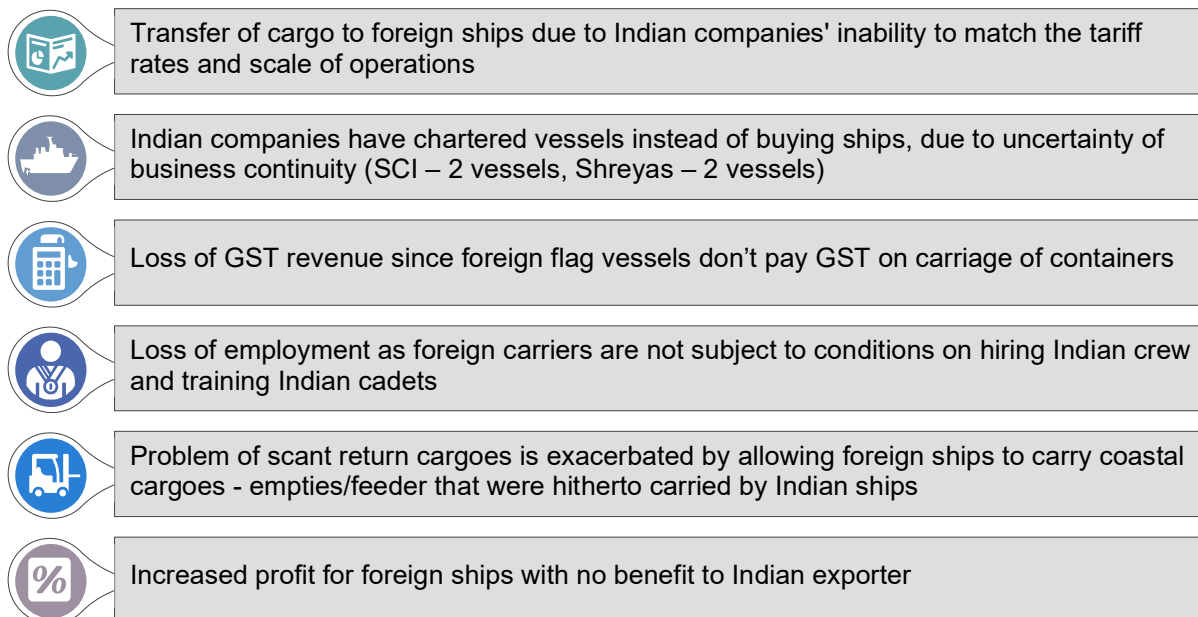 Transfer of cargo to foreign ships due to Indian companies' inability to match the tariff
rates and scale of operations
Indian companies have chartered vessels instead of buying ships, due to uncertainty of
business continuity (SCI – 2 vessels, Shreyas – 2 vessels)
Loss of GST revenue since foreign flag vessels don’t pay GST on carriage of containers
Loss of employment as foreign carriers are not subject to conditions on hiring Indian crew
and training Indian cadets
Problem of scant return cargoes is exacerbated by allowing foreign ships to carry coastal
cargoes - empties/feeder that were hitherto carried by Indian ships
%
Increased profit for foreign ships with no benefit to Indian exporter